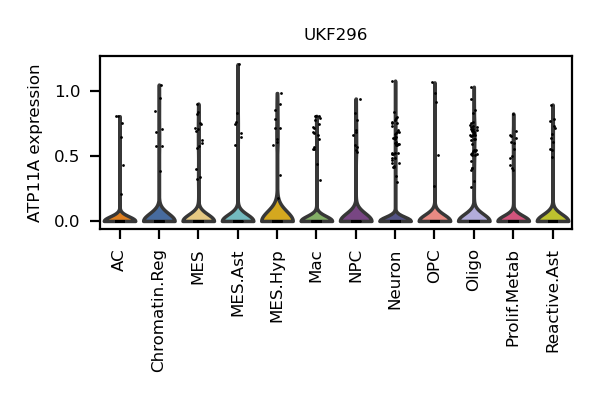 UKF296
ATP11A expression
1.0
0.5
0.0
AC
Chromatin.Reg
MES
MES.Ast
MES.Hyp
Mac
NPC
Neuron
OPC
Oligo
Prolif.Metab
Reactive.Ast